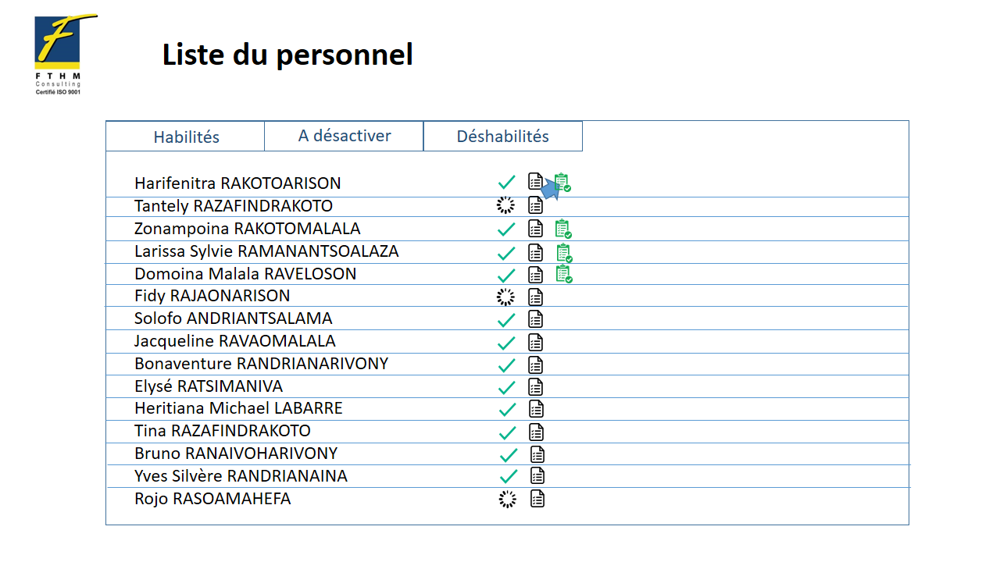 FTHM
Consulting
Certifié ISO 9001
Liste du personnel
Habilités
A désactiver
Déshabilités
Harifenitra RAKOTOARISON
Tantely RAZAFINDRAKOTO
Zonampoina RAKOTOMALALA
Larissa Sylvie RAMANANTSOALAZA
Domoina Malala RAVELOSON
Fidy RAJAONARISON
Solofo ANDRIANTSALAMA
Jacqueline RAVAOMALALA
Bonaventure RANDRIANARIVONY
Elysé RATSIMANIVA
Heritiana Michael LABARRE
Tina RAZAFINDRAKOTO
Bruno RANAIVOHARIVONY
Yves Silvère RANDRIANAINA
Rojo RASOAMAHEFA